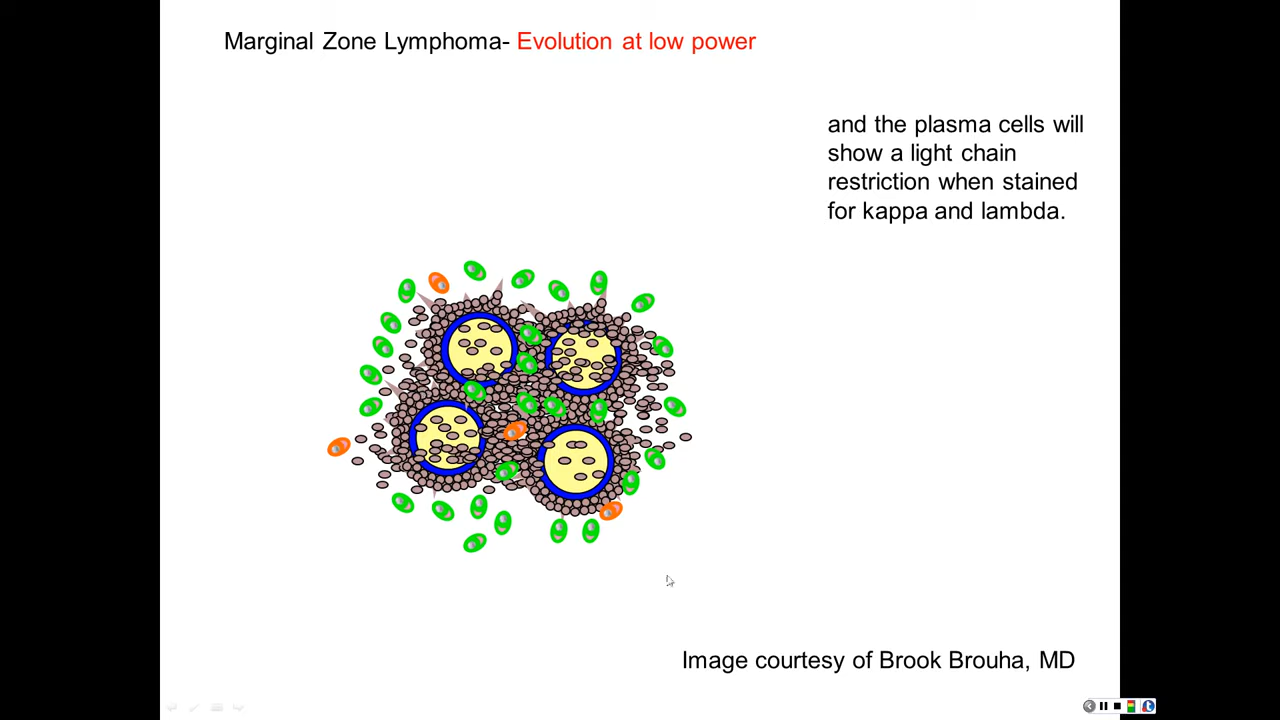 Marginal Zone Lymphoma- Evolution at low power
and the plasma cells will
show a light chain
restriction when stained
for kappa and lambda.
Image courtesy of Brook Brouha, MD